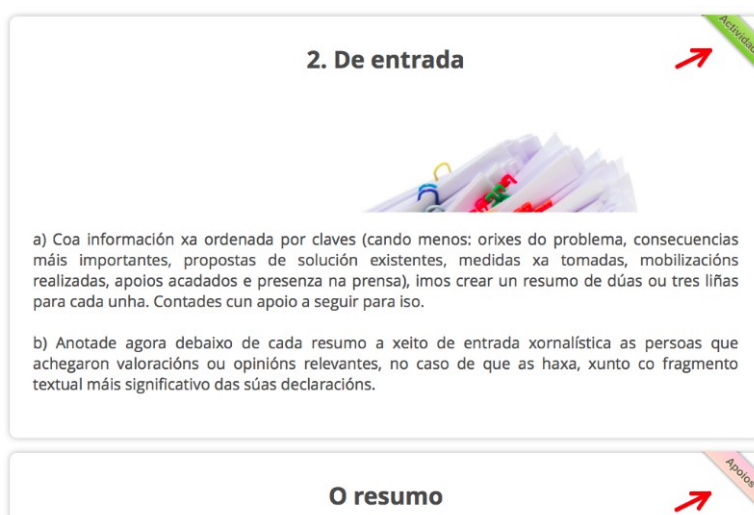 Actividad
2. De entrada
a) Coa información xa ordenada por claves (cando menos: orixes do problema, consecuencias
máis importantes, propostas de solución existentes, medidas xa tomadas, mobilizacións
realizadas, apoios acadados e presenza na prensa), imos crear un resumo de dúas ou tres liñas
para cada unha. Contades cun apoio a seguir para iso.
b) Anotade agora debaixo de cada resumo a xeito de entrada xornalística as persoas que
achegaron valoracións ou opinións relevantes, no caso de que as haxa, xunto co fragmento
textual máis significativo das súas declaracións.
Apoios
O resumo